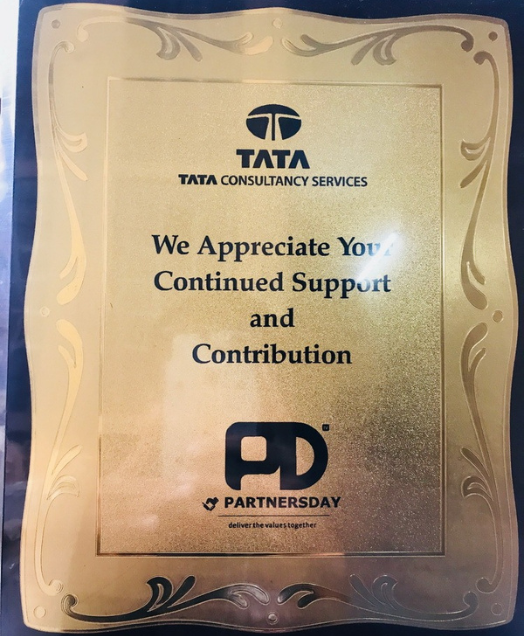 TATA
TATA CONSULTANCY SERVICES
We Appreciate Your
Continued Support
and
Contribution
PD
PARTNERSDAY
deliver the values together